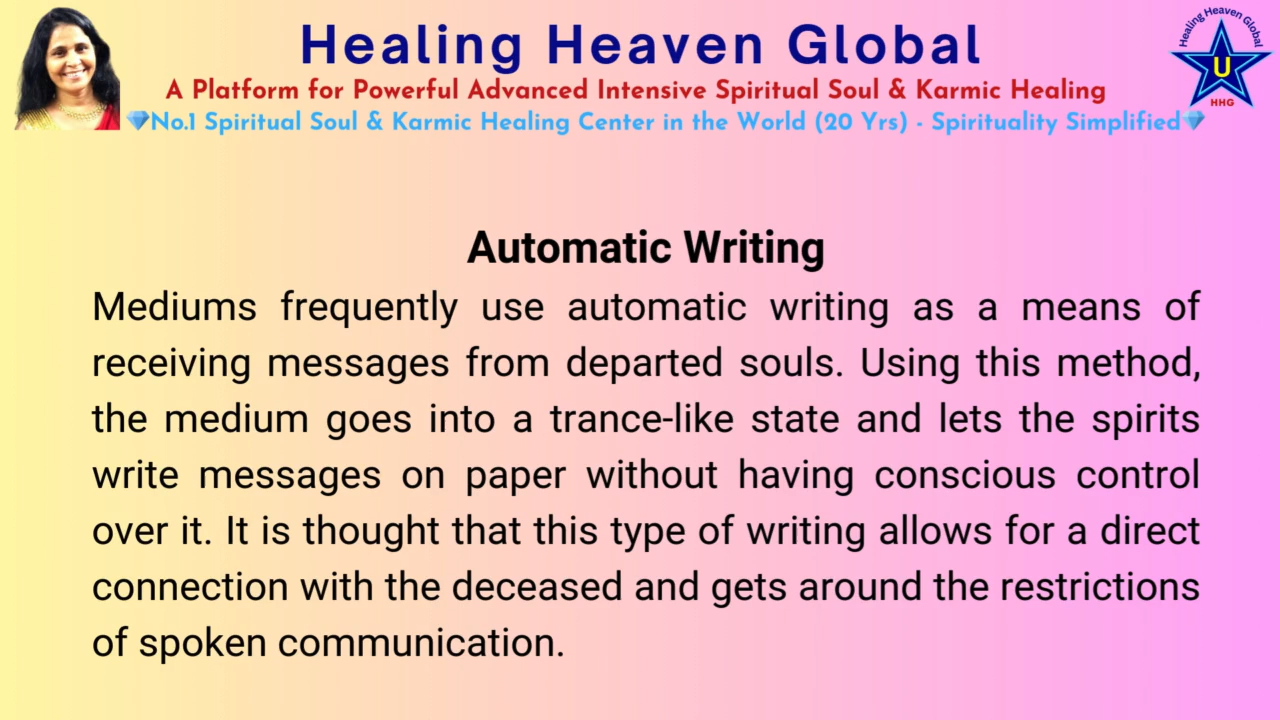 Healing Heaven Global
A Platform for Powerful Advanced Intensive Spiritual Soul & Karmic Healing
💎No.1 Spiritual Soul & Karmic Healing Center in the World (20 Yrs) - Spirituality Simplified💎
Healing Heaven Global
U
HHG
Automatic Writing
Mediums frequently use automatic writing as a means of
receiving messages from departed souls. Using this method,
the medium goes into a trance-like state and lets the spirits
write messages on paper without having conscious control
over it. It is thought that this type of writing allows for a direct
connection with the deceased and gets around the restrictions
of spoken communication.